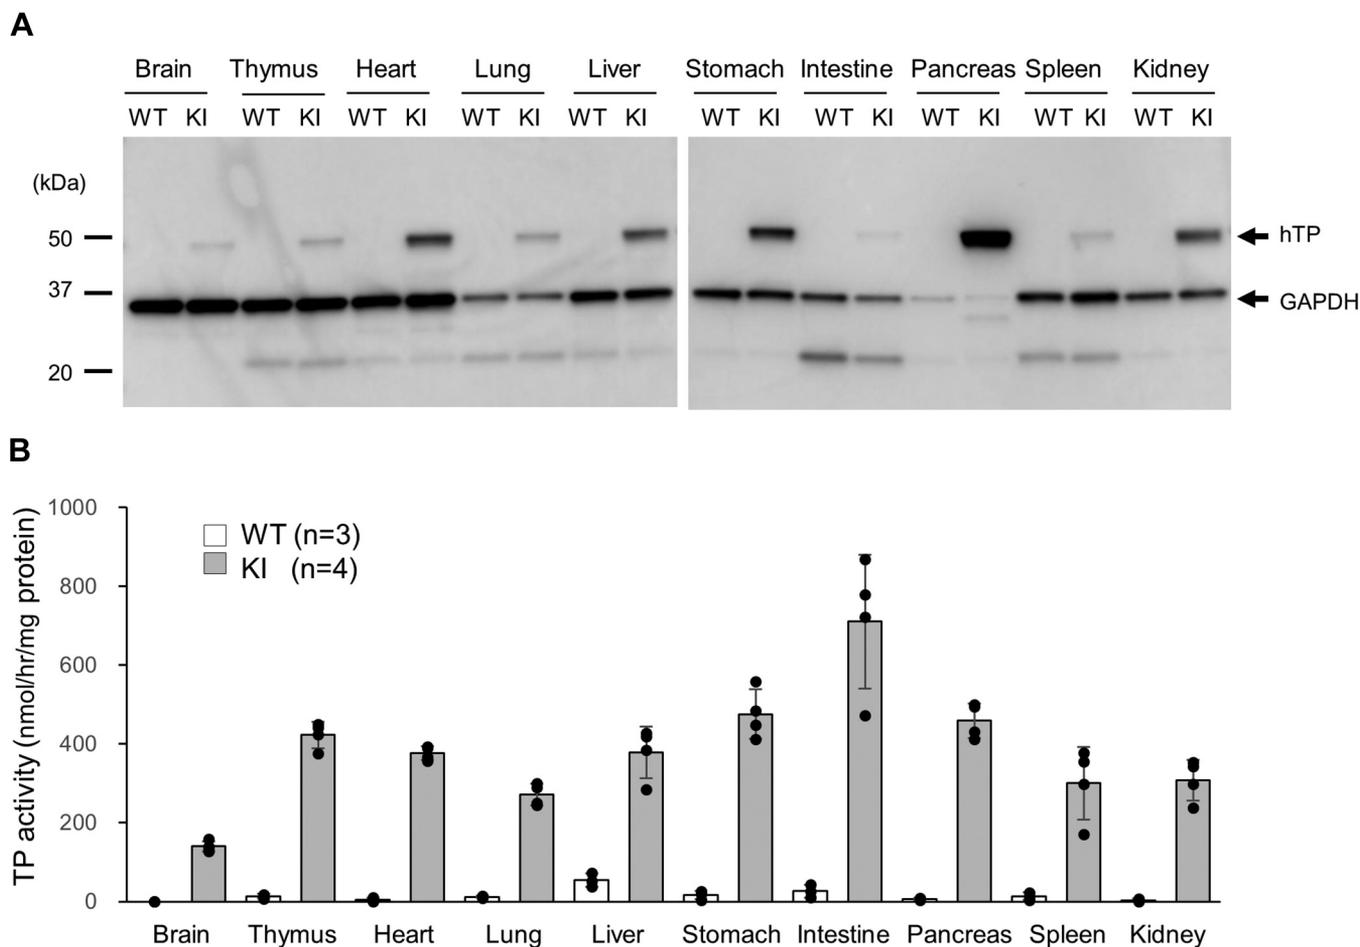 A
Brain Thymus Heart Lung Liver Stomach Intestine Pancreas Spleen Kidney
WT KI WT KI WT KI WT KI WT KI WT KI WT KI WT KI WT KI WT KI
(kDa)
50
hTP
37
GAPDH
20
B
TP activity (nmol/hr/mg protein)
1000
800
600
400
200
0
WT (n=3)
KI (n=4)
Brain Thymus Heart Lung Liver Stomach Intestine Pancreas Spleen Kidney